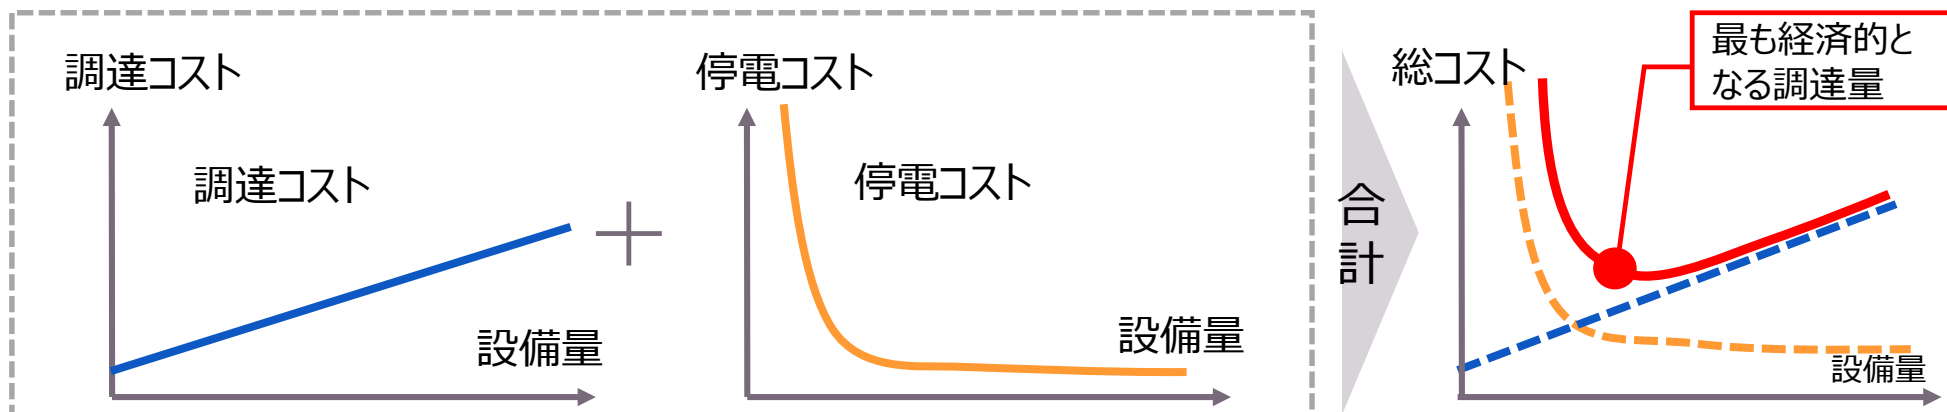 調達コスト
調達コスト
設備量
停電コスト
停電コスト
設備量
合
計
総コスト
最も経済的と
なる調達量
設備量